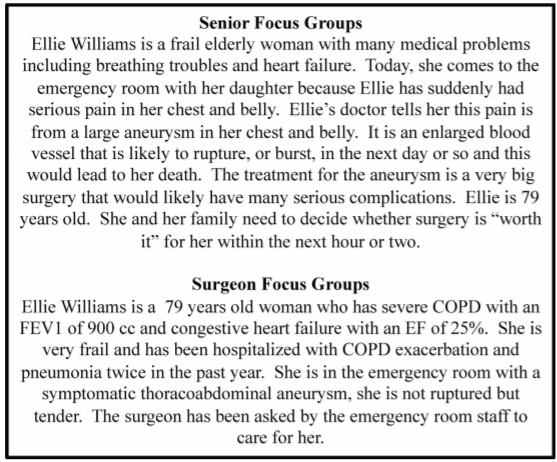 Senior Focus Groups
Ellie Williams is a frail elderly woman with many medical problems
including breathing troubles and heart failure.  Today, she comes to the
emergency room with her daughter because Ellie has suddenly had
serious pain in her chest and belly.  Ellie's doctor tells her this pain is
from a large aneurysm in her chest and belly.  It is an enlarged blood
vessel that is likely to rupture, or burst, in the next day or so and this
would lead to her death.  The treatment for the aneurysm is a very big
surgery that would likely have many serious complications.  Ellie is 79
years old.  She and her family need to decide whether surgery is “worth
it” for her within the next hour or two.
Surgeon Focus Groups
Ellie Williams is a  79 years old woman who has severe COPD with an
FEV1 of 900 cc and congestive heart failure with an EF of 25%.  She is
very frail and has been hospitalized with COPD exacerbation and
pneumonia twice in the past year.  She is in the emergency room with a
symptomatic thoracoabdominal aneurysm, she is not ruptured but
tender.  The surgeon has been asked by the emergency room staff to
care for her.